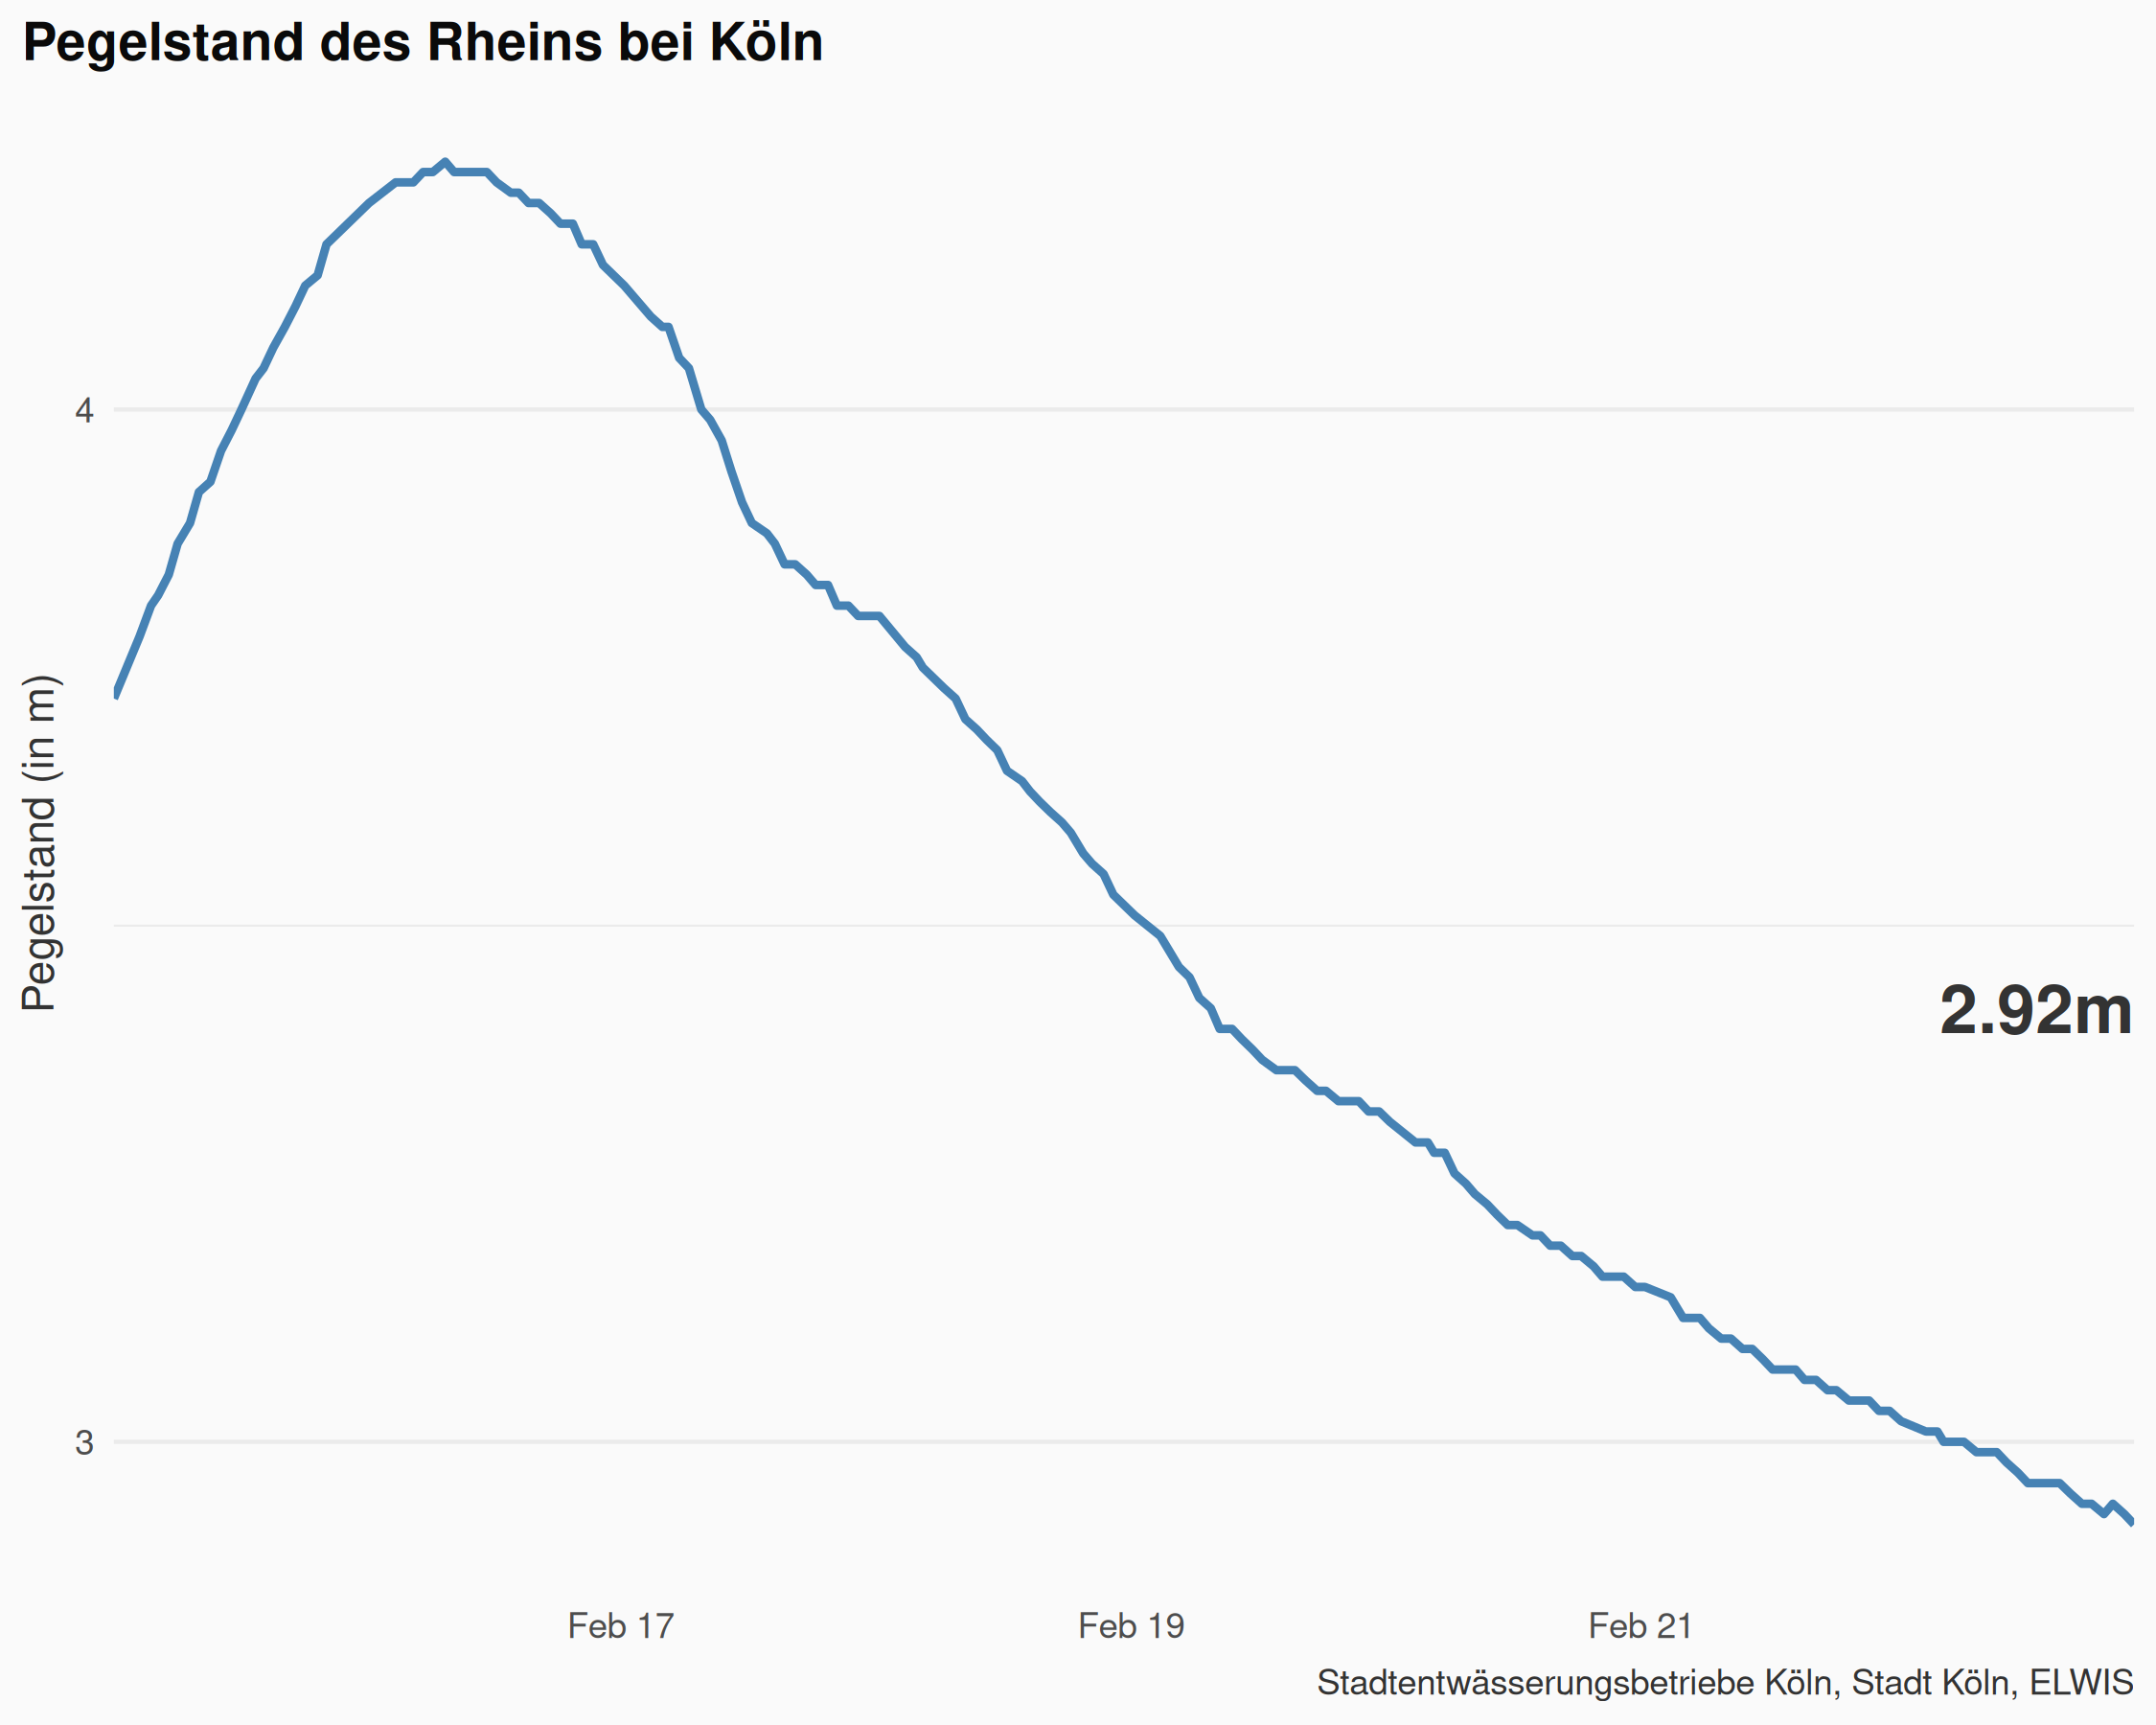 Pegelstand des Rheins bei Köln
Pegelstand (in m)
4
3
2.92m
Feb 17
Feb 19
Feb 21
Stadtentwässerungsbetriebe Köln, Stadt Köln, ELWIS